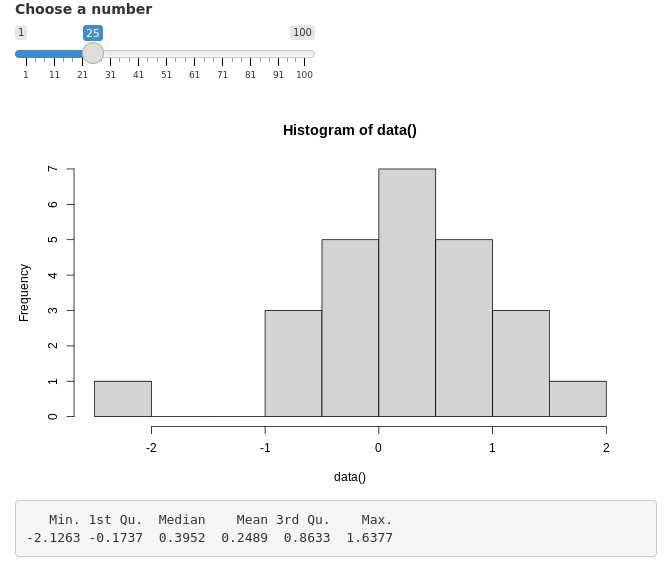 Choose a number
1 25 100
1 11 21 31 41 51 61 71 81 91 100
Histogram of data()
Frequency
7
6
5
4
3
2
1
0
-2 -1 0 1 2
data()
Min. 1st Qu. Median Mean 3rd Qu. Max.
-2.1263 -0.1737 0.3952 0.2489 0.8633 1.6377